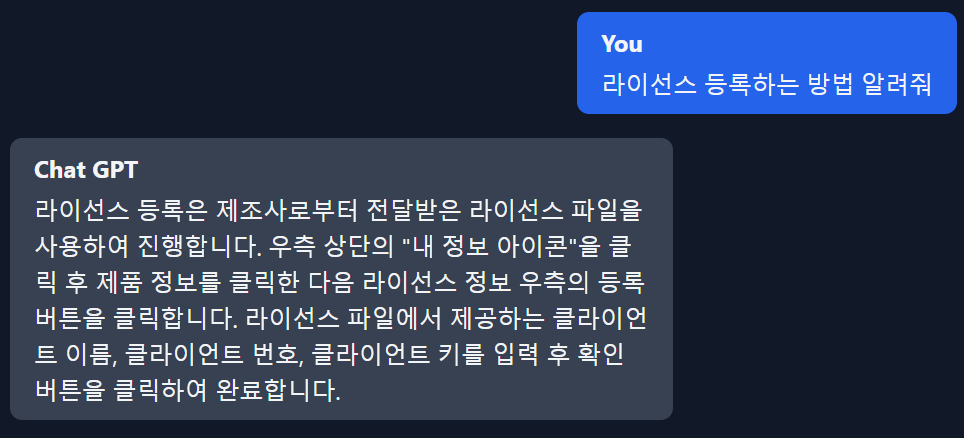 You
라이선스 등록하는 방법 알려줘
Chat GPT
라이선스 등록은 제조사로부터 전달받은 라이선스 파일을
사용하여 진행합니다. 우측 상단의 "내 정보 아이콘"을 클
릭 후 제품 정보를 클릭한 다음 라이선스 정보 우측의 등록
버튼을 클릭합니다. 라이선스 파일에서 제공하는 클라이언
트 이름, 클라이언트 번호, 클라이언트 키를 입력 후 확인
버튼을 클릭하여 완료합니다.